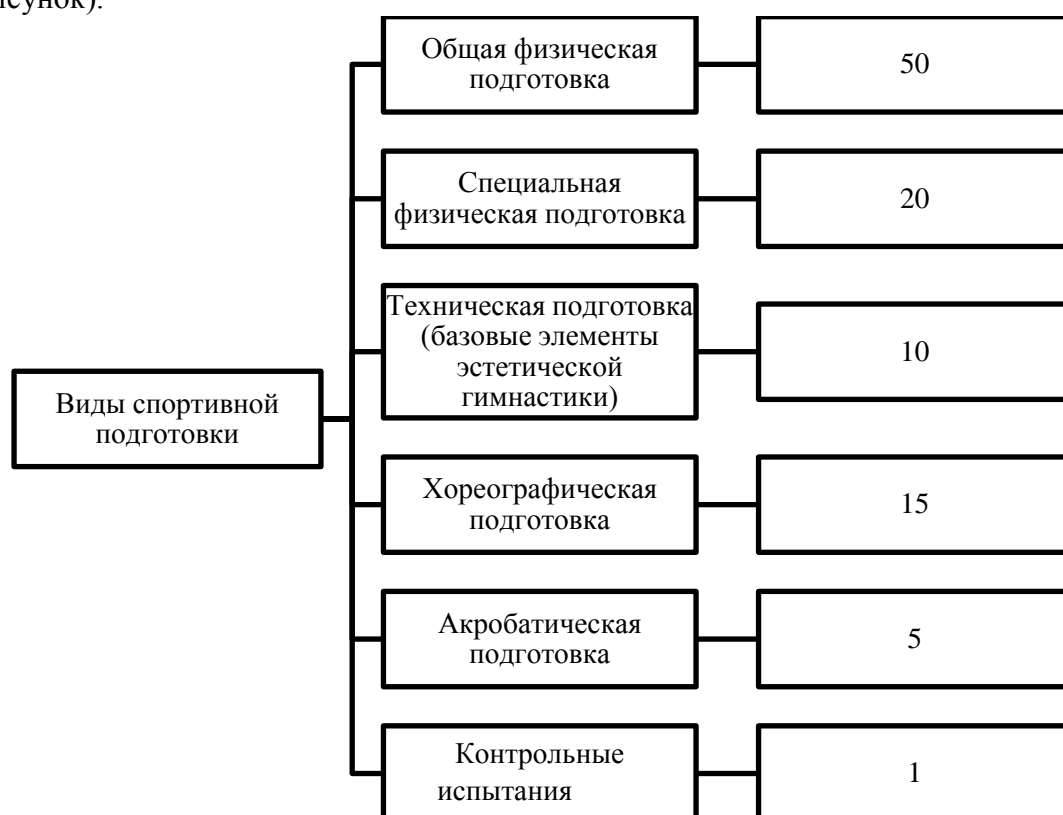 Общая физическая
подготовка
50
Специальная
физическая подготовка
20
Техническая подготовка
(базовые элементы
эстетической
гимнастики)
10
Виды спортивной
подготовки
Хореографическая
подготовка
15
Акробатическая
подготовка
5
Контрольные
испытания
1